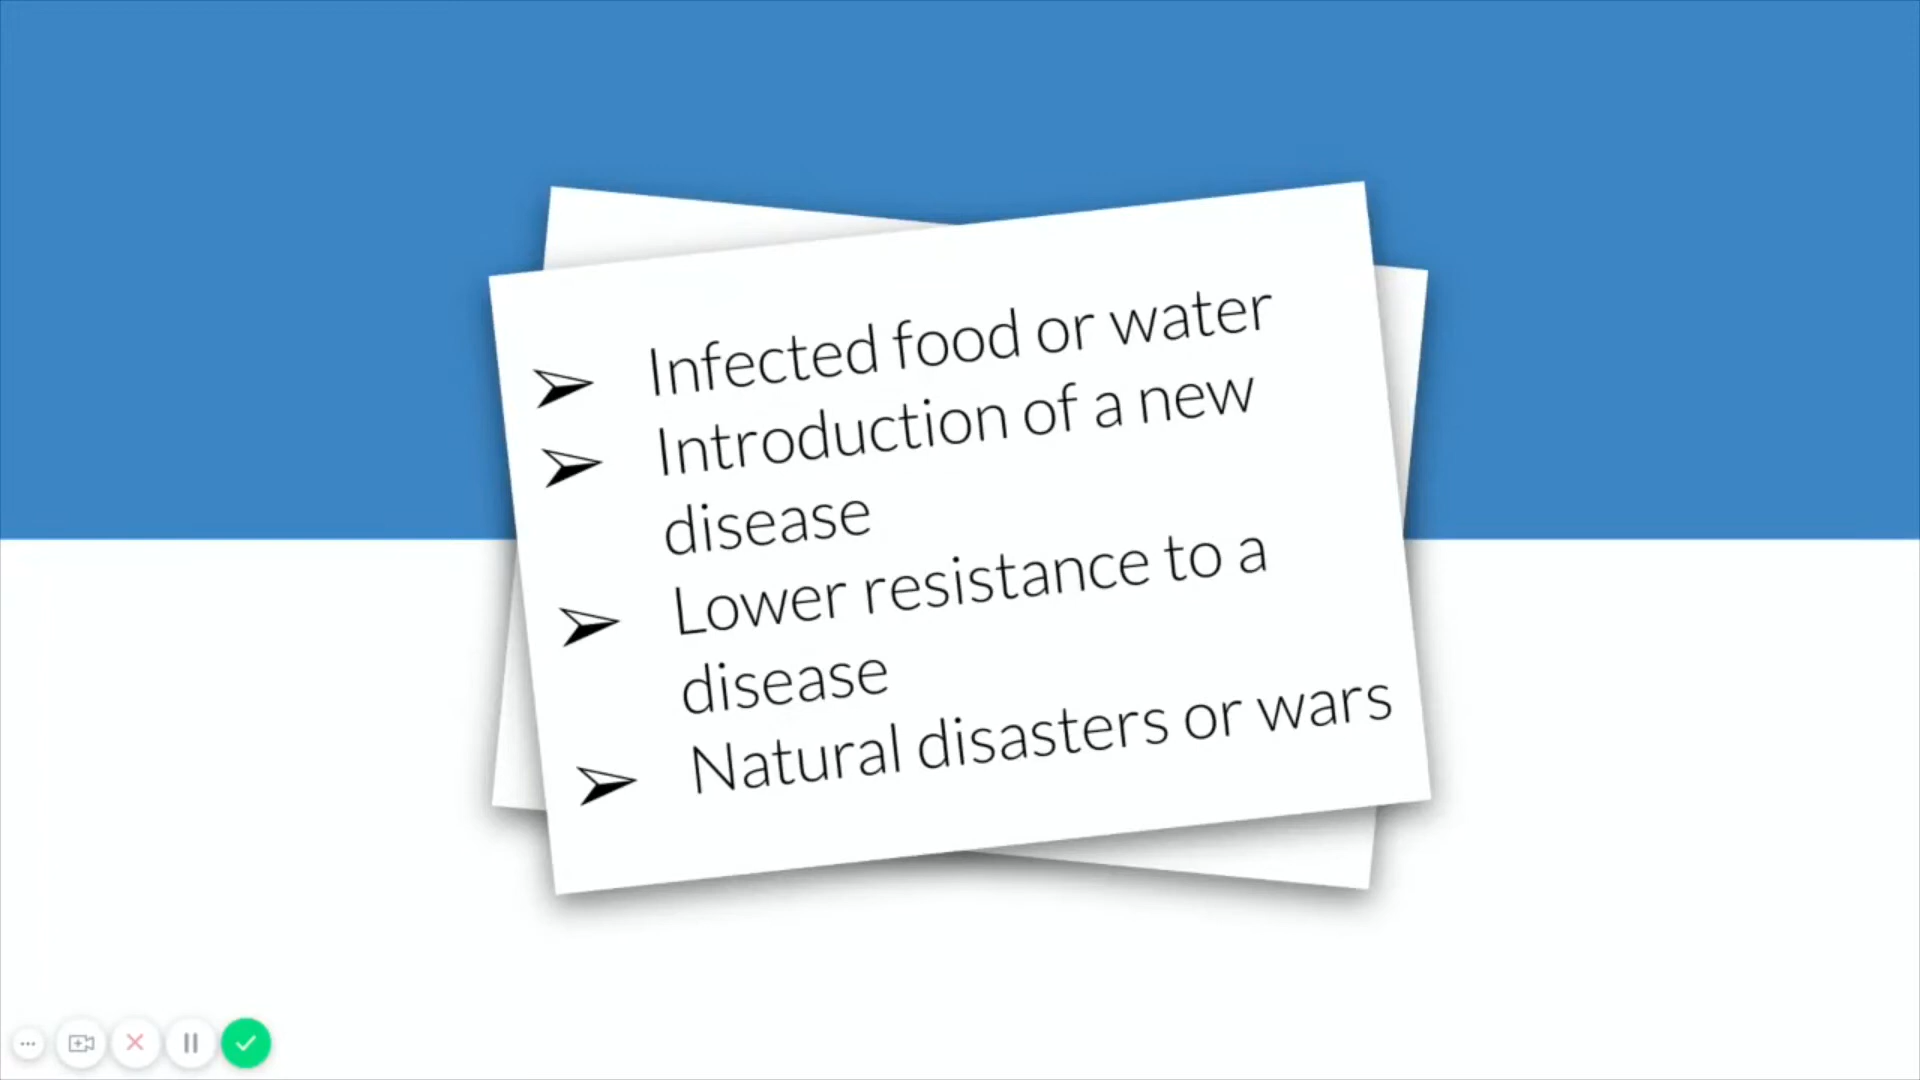 ➢ Infected food or water
➢ Introduction of a new
disease
➢ Lower resistance to a
disease
➢ Natural disasters or wars